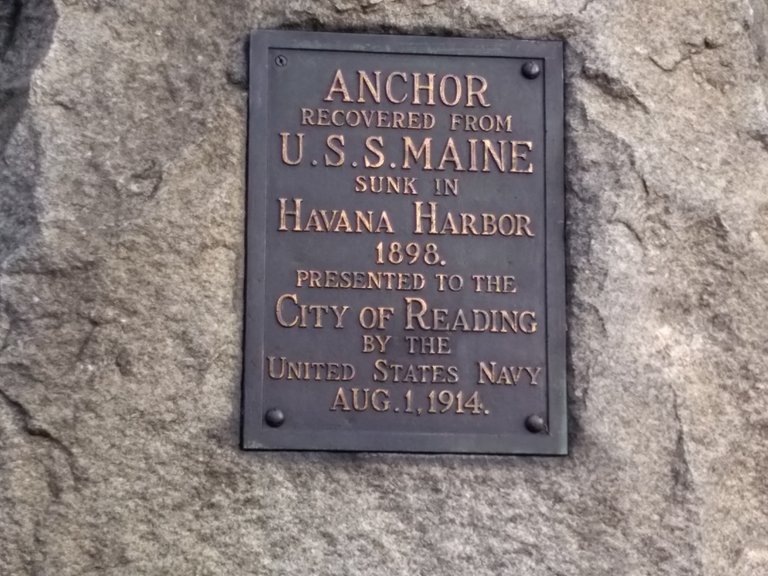 ANCHOR
RECOVERED FROM
U.S.S. MAINE
SUNK IN
HAVANA HARBOR
1898.
PRESENTED TO THE
CITY OF READING
BY THE
UNITED STATES NAVY
AUG. 1, 1914.